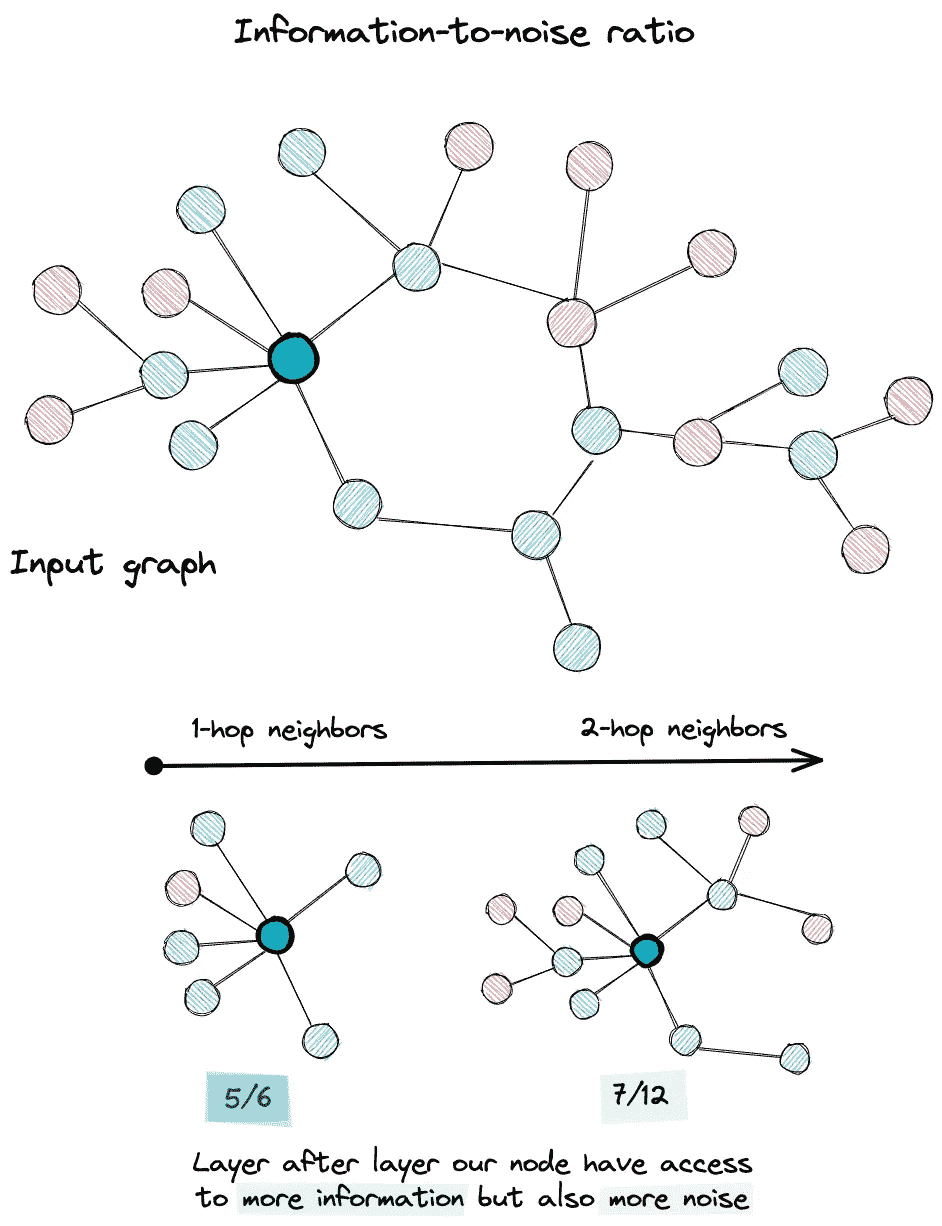 Information-to-noise ratio
Input graph
1-hop neighbors
2-hop neighbors
5/6
7/12
Layer after layer our node have access
to more information but also more noise